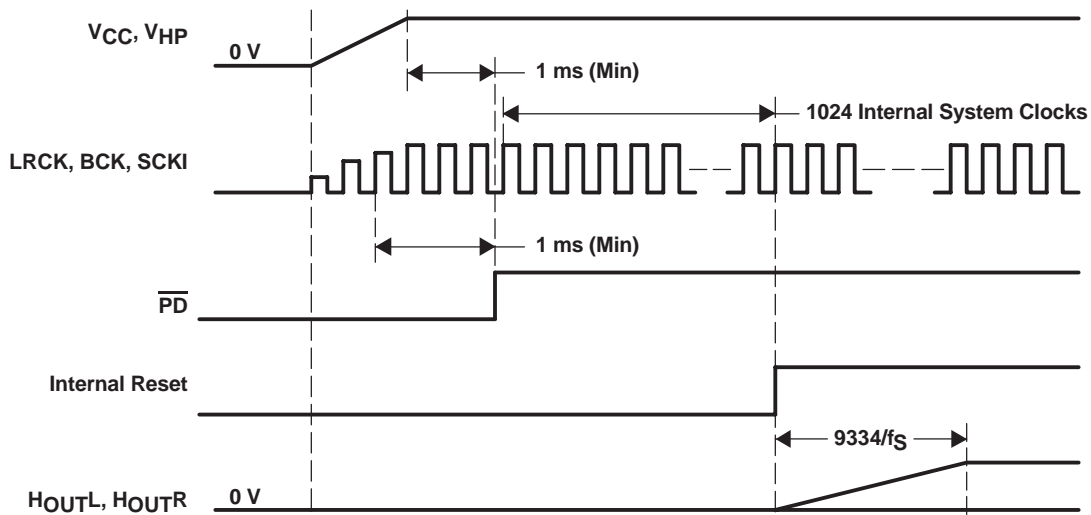 VCC, VHP
0 V
1 ms (Min)
1024 Internal System Clocks
LRCK, BCK, SCKI
1 ms (Min)
PD
Internal Reset
9334/fS
HOUTL, HOUTR
0 V